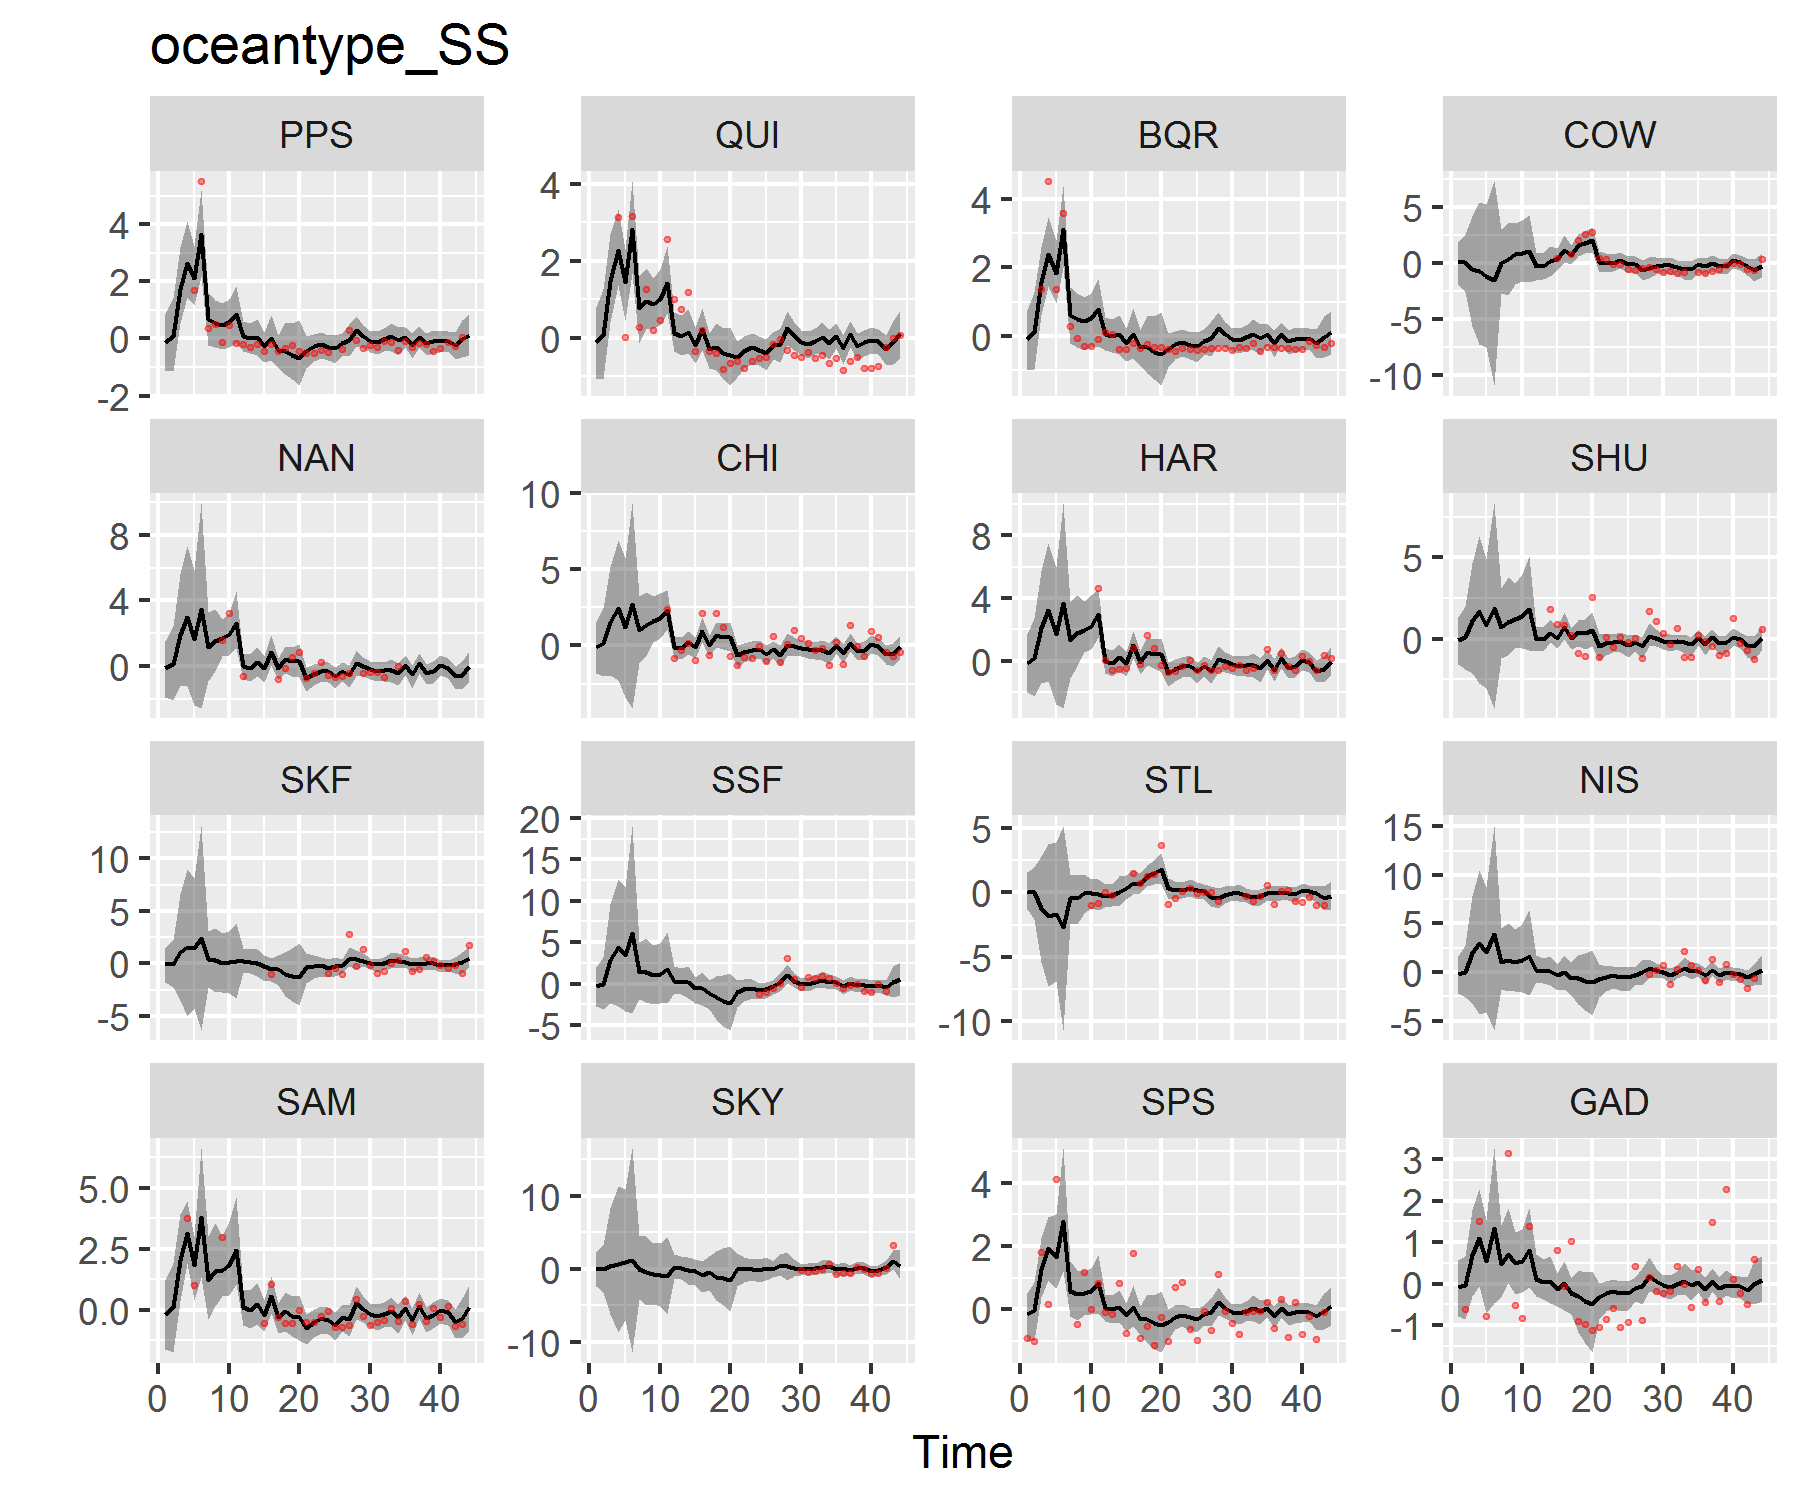 oceantype_SS
PPS QUI BQR COW
4 2 0 -2
4 2 0
4 2 0
5 0 -5 -10
NAN CHI HAR SHU
8 4 0
10 5 0
8 4 0
5 0
SKF SSF STL NIS
10 5 0 -5
20 15 10 5 0 -5
5 0 -5 -10
15 10 5 0 -5
SAM SKY SPS GAD
5.0 2.5 0.0
10 0 -10
4 2 0
3 2 1 0 -1
0 10 20 30 40 0 10 20 30 40 0 10 20 30 40 0 10 20 30 40
Time